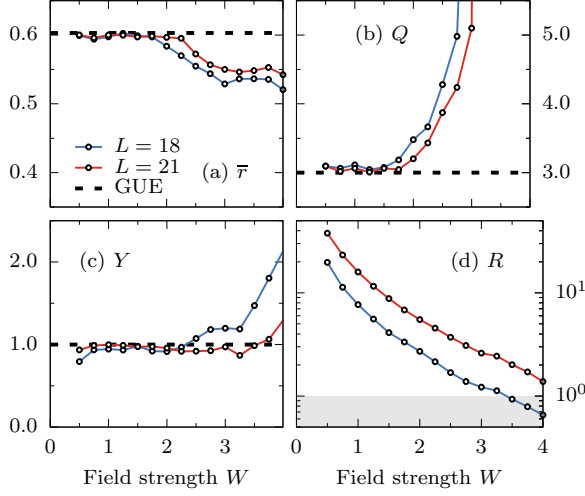 0.6
0.5
0.4
L = 18
L = 21
GUE
(a) r̅
(b) Q
5.0
4.0
3.0
2.0
1.0
0.0
(c) Y
(d) R
10¹
10⁰
0 1 2 3
0 1 2 3 4
Field strength W
Field strength W